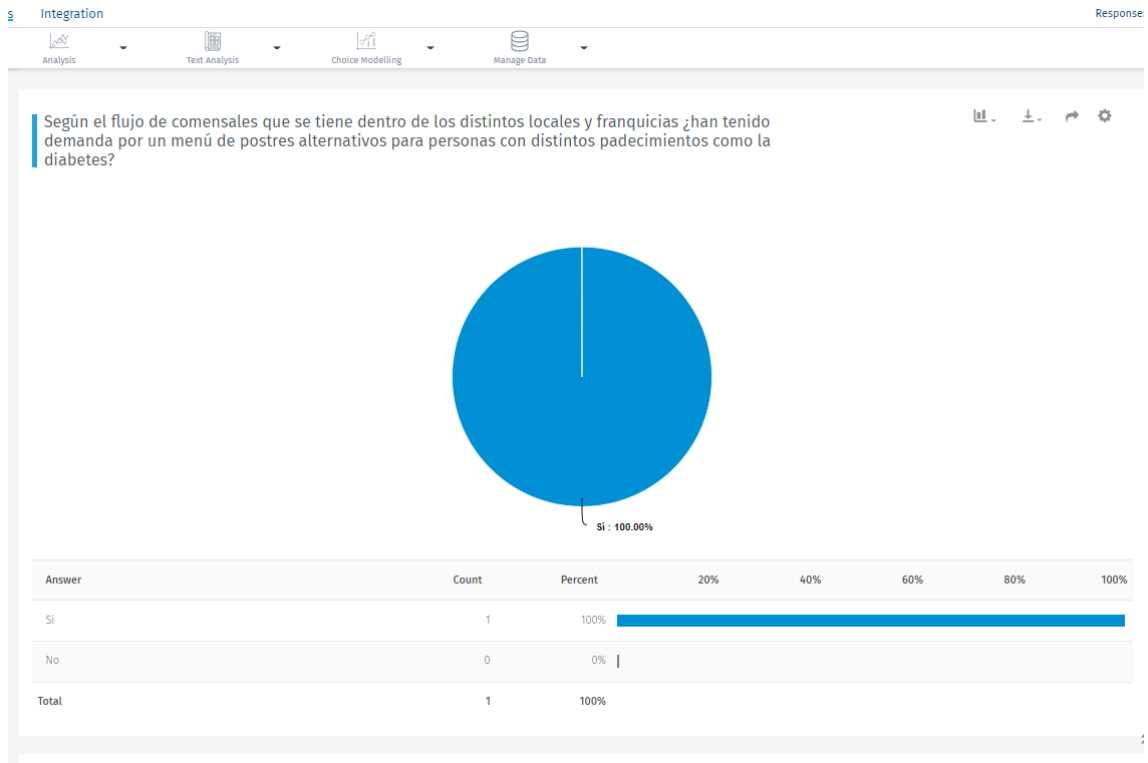 s Integration Response
Analysis Text Analysis Choice Modelling Manage Data
Según el flujo de comensales que se tiene dentro de los distintos locales y franquicias ¿han tenido
demanda por un menú de postres alternativos para personas con distintos padecimientos como la
diabetes?
Si : 100.00%
Answer Count Percent 20% 40% 60% 80% 100%
Sí 1 100%
No 0 0%
Total 1 100%